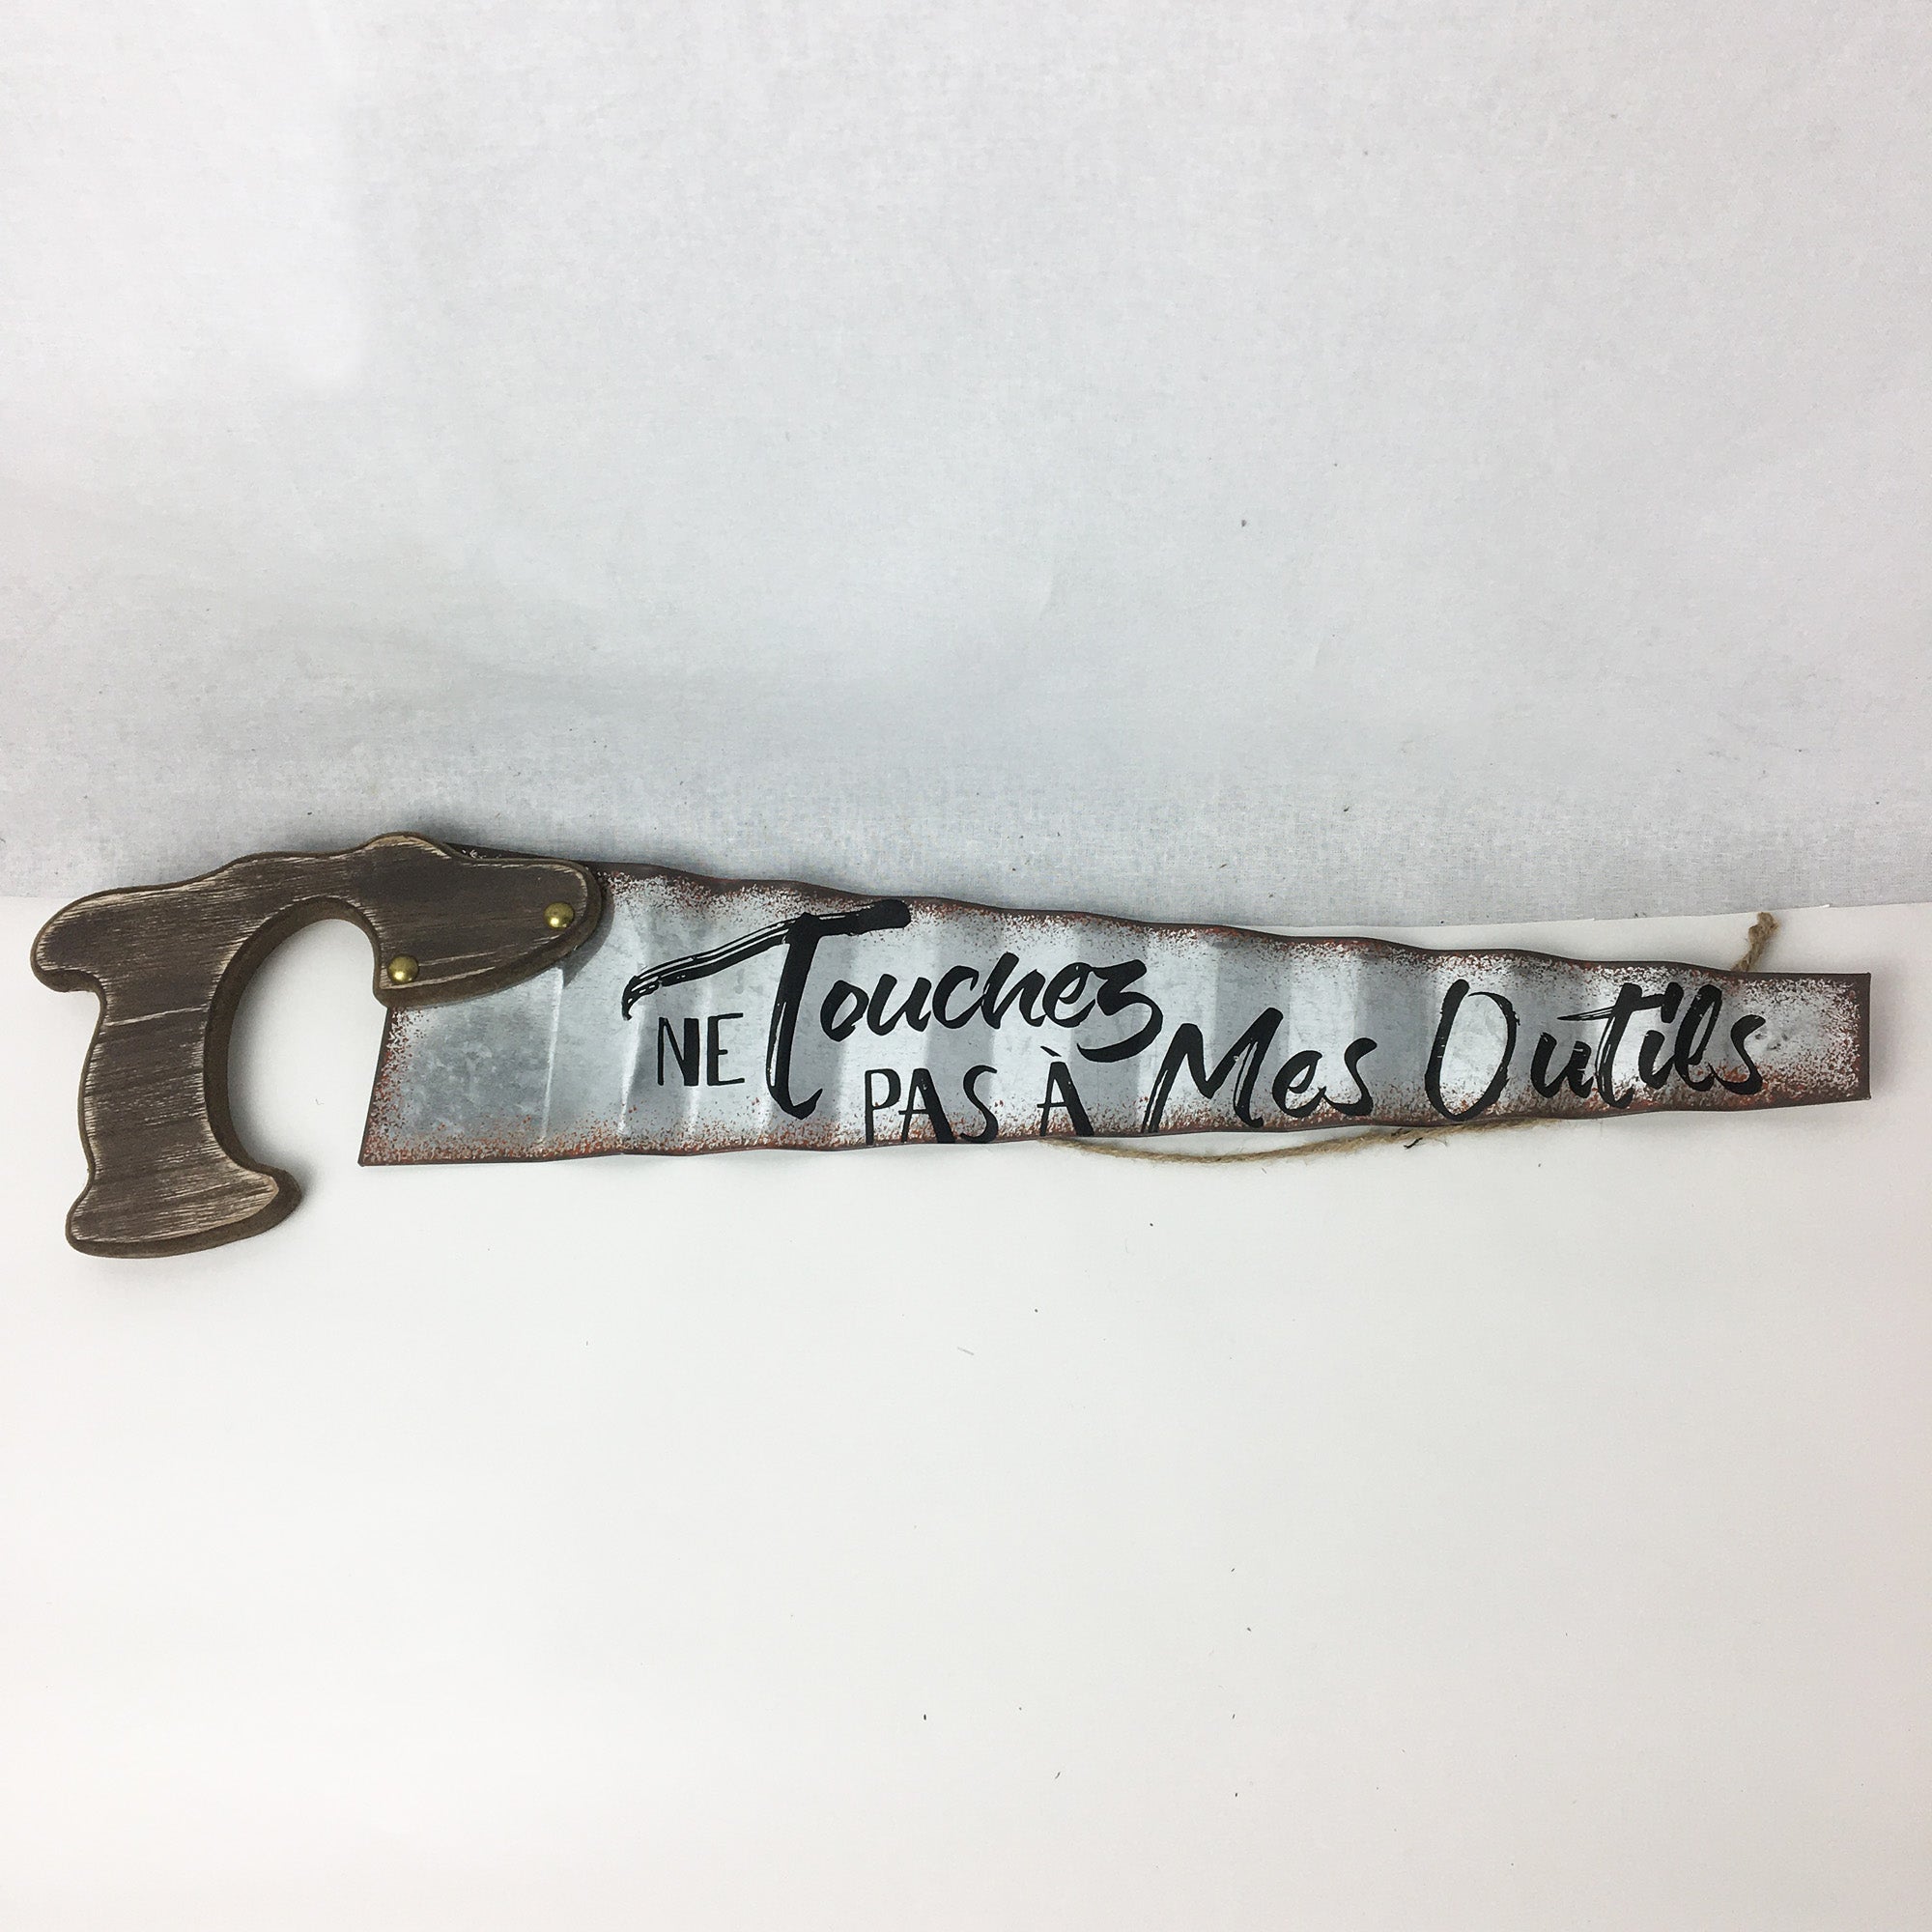 NE Touchez
PAS À Mes Outils